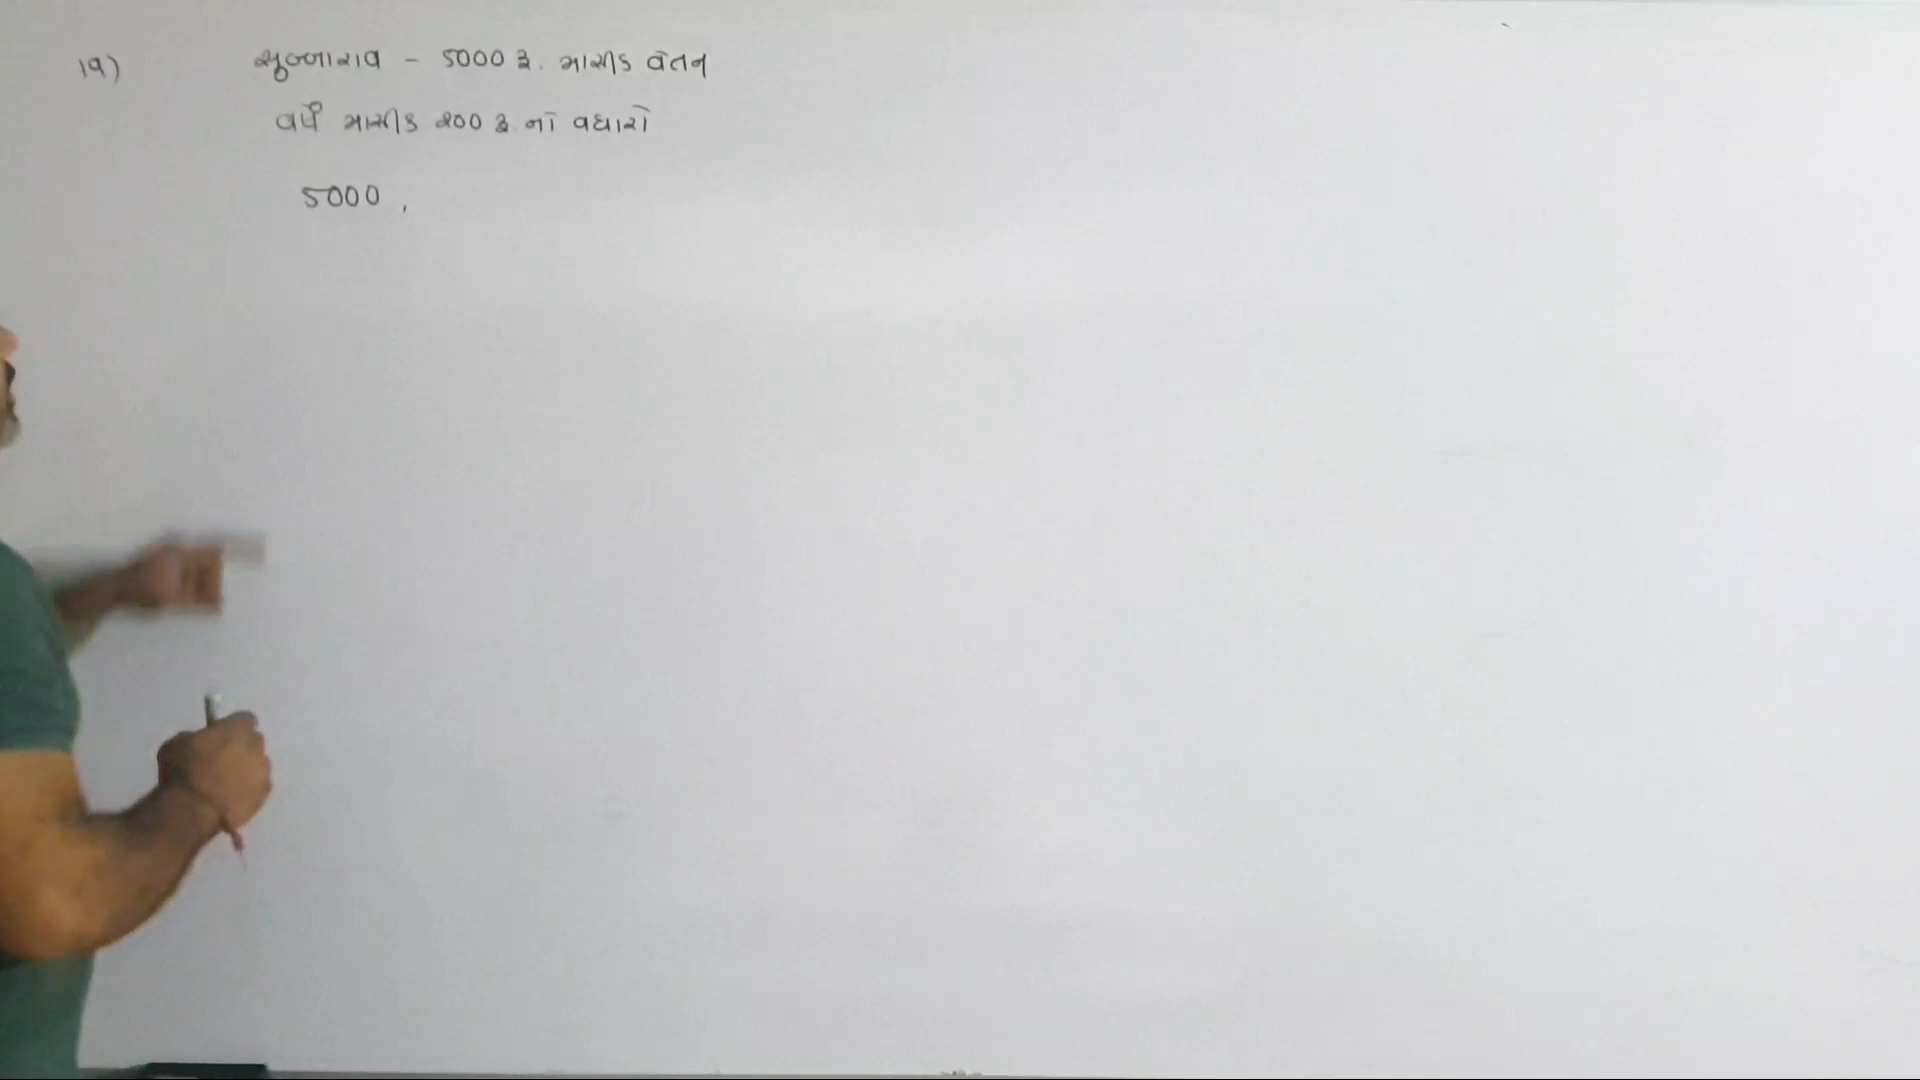 19)
સુબ્બારાવ - 5000 રૂ. માસીક વેતન
વર્ષે માસીક 200 રૂ નો વધારો
5000 ,